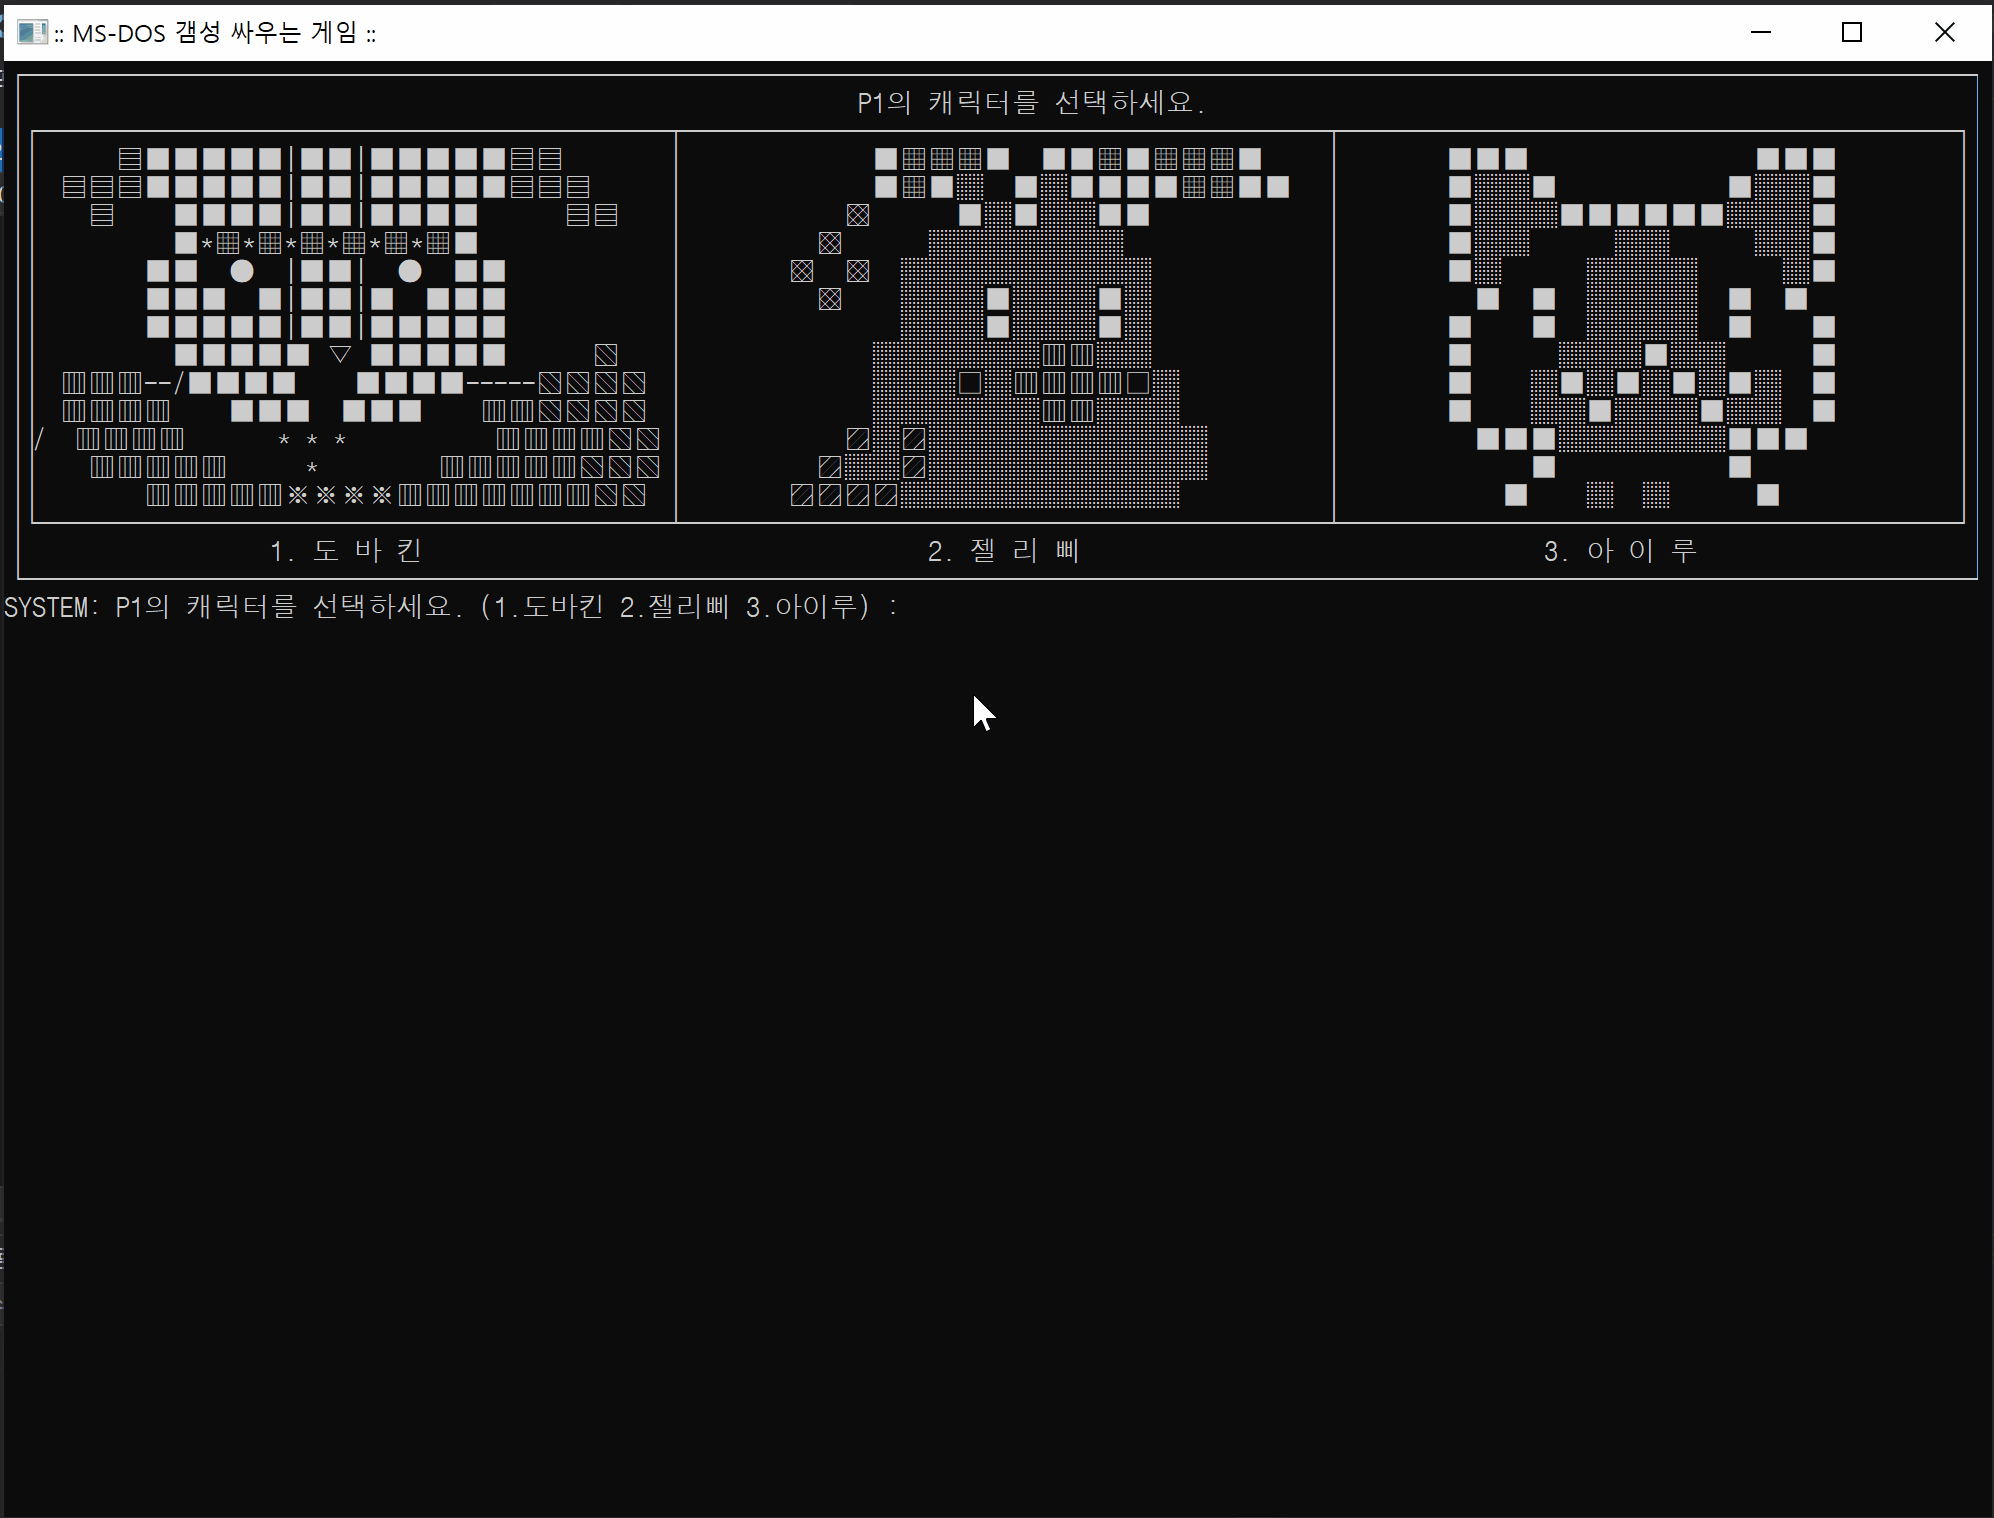 :: MS-DOS 갬성 싸우는 게임 ::
P1의 캐릭터를 선택하세요.
1. 도 바 킨
2. 젤 리 삐
3. 아 이 루
SYSTEM: P1의 캐릭터를 선택하세요. (1.도바킨 2.젤리삐 3.아이루) :